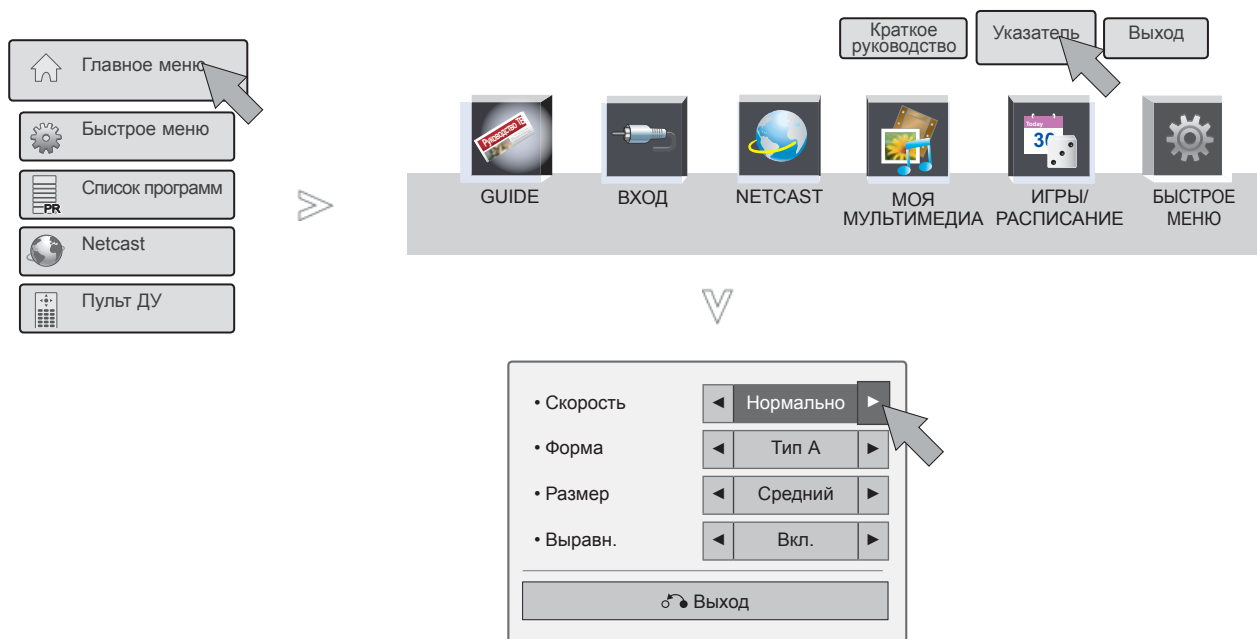 Главное меню
Быстрое меню
Список программ
PR
Netcast
Пульт ДУ
Краткое
руководство
Указатель
Выход
Руководство ТВ
Today
30
GUIDE
ВХОД
NETCAST
МОЯ
МУЛЬТИМЕДИА
ИГРЫ/
РАСПИСАНИЕ
БЫСТРОЕ
МЕНЮ
• Скорость
Нормально
• Форма
Тип A
• Размер
Средний
• Выравн.
Вкл.
Выход